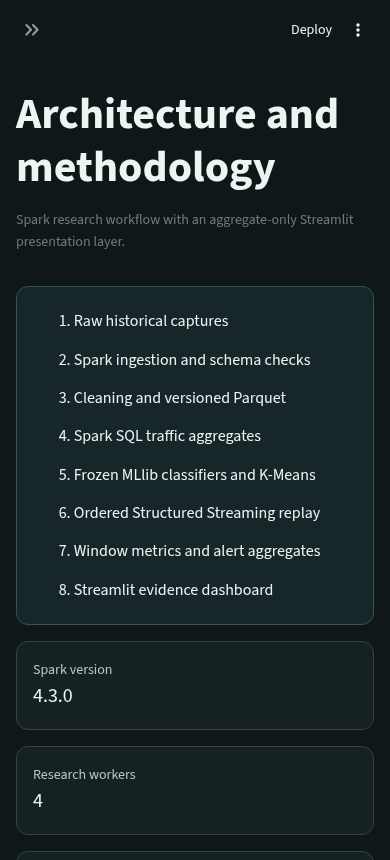 Deploy
Architecture and
methodology
Spark research workflow with an aggregate-only Streamlit
presentation layer.
1. Raw historical captures
2. Spark ingestion and schema checks
3. Cleaning and versioned Parquet
4. Spark SQL traffic aggregates
5. Frozen MLlib classifiers and K-Means
6. Ordered Structured Streaming replay
7. Window metrics and alert aggregates
8. Streamlit evidence dashboard
Spark version
4.3.0
Research workers
4